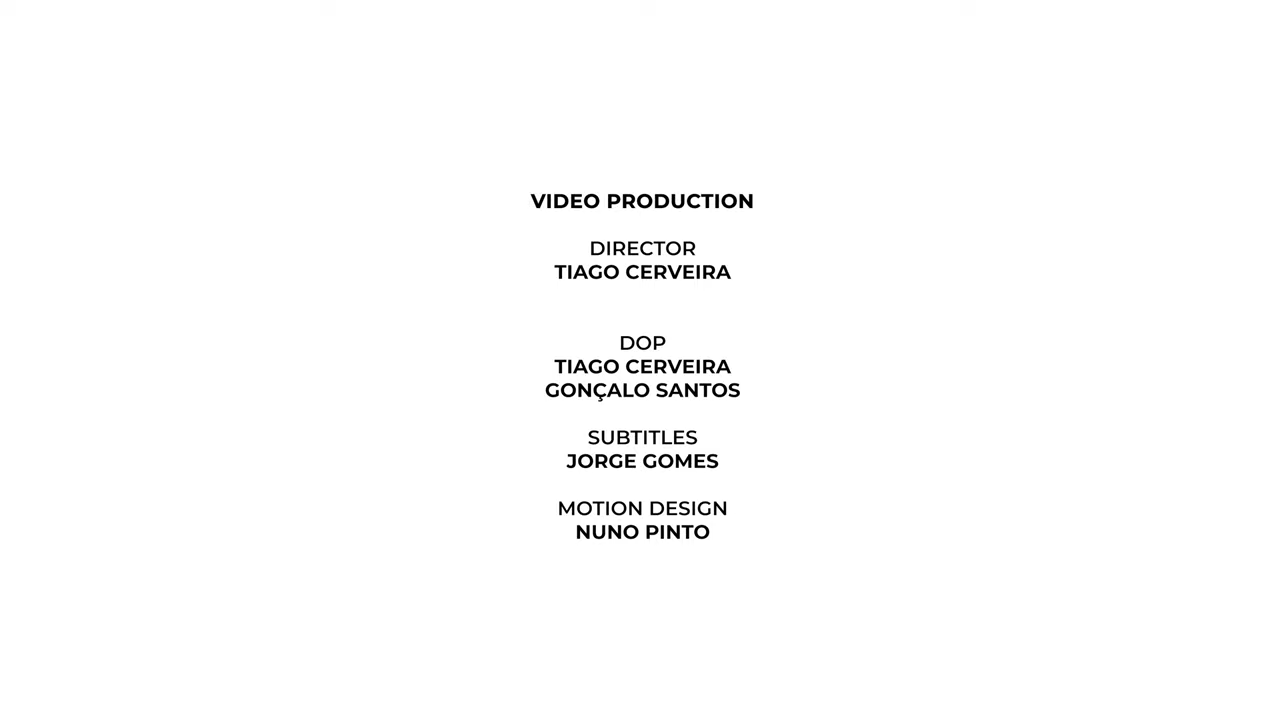 VIDEO PRODUCTION
DIRECTOR
TIAGO CERVEIRA
DOP
TIAGO CERVEIRA
GONÇALO SANTOS
SUBTITLES
JORGE GOMES
MOTION DESIGN
NUNO PINTO